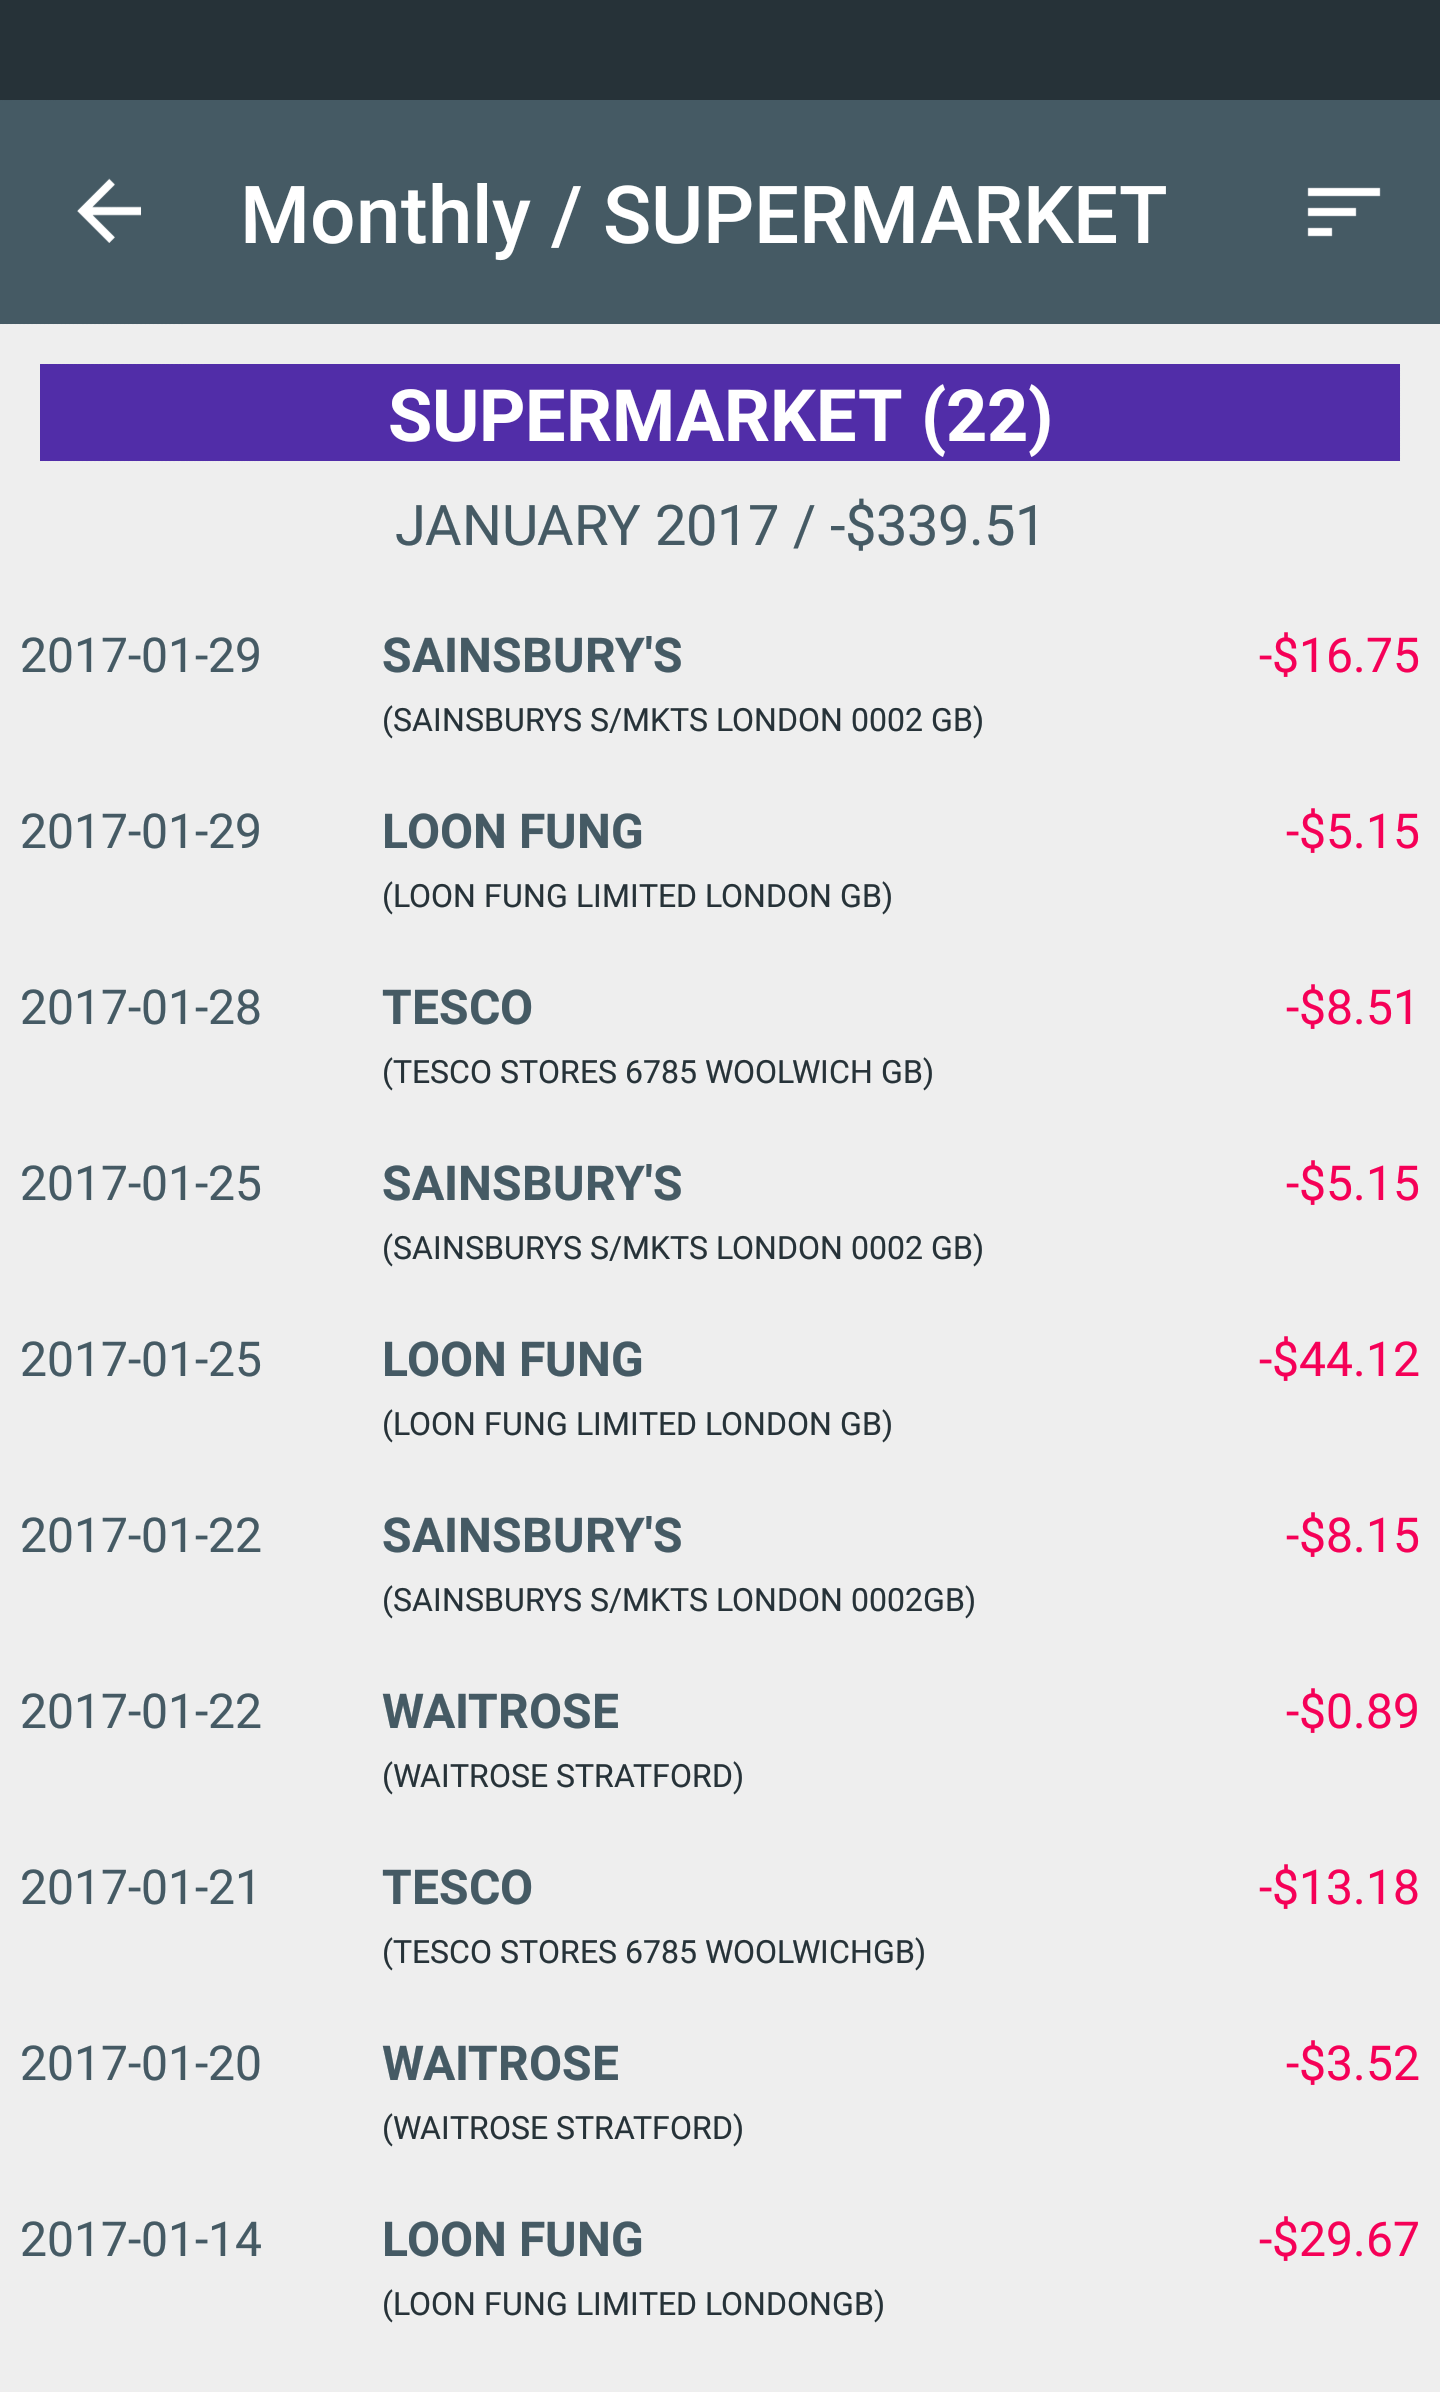 Monthly / SUPERMARKET
SUPERMARKET (22)
JANUARY 2017 / -$339.51
2017-01-29 SAINSBURY'S -$16.75
(SAINSBURYS S/MKTS LONDON 0002 GB)
2017-01-29 LOON FUNG -$5.15
(LOON FUNG LIMITED LONDON GB)
2017-01-28 TESCO -$8.51
(TESCO STORES 6785 WOOLWICH GB)
2017-01-25 SAINSBURY'S -$5.15
(SAINSBURYS S/MKTS LONDON 0002 GB)
2017-01-25 LOON FUNG -$44.12
(LOON FUNG LIMITED LONDON GB)
2017-01-22 SAINSBURY'S -$8.15
(SAINSBURYS S/MKTS LONDON 0002GB)
2017-01-22 WAITROSE -$0.89
(WAITROSE STRATFORD)
2017-01-21 TESCO -$13.18
(TESCO STORES 6785 WOOLWICHGB)
2017-01-20 WAITROSE -$3.52
(WAITROSE STRATFORD)
2017-01-14 LOON FUNG -$29.67
(LOON FUNG LIMITED LONDONGB)